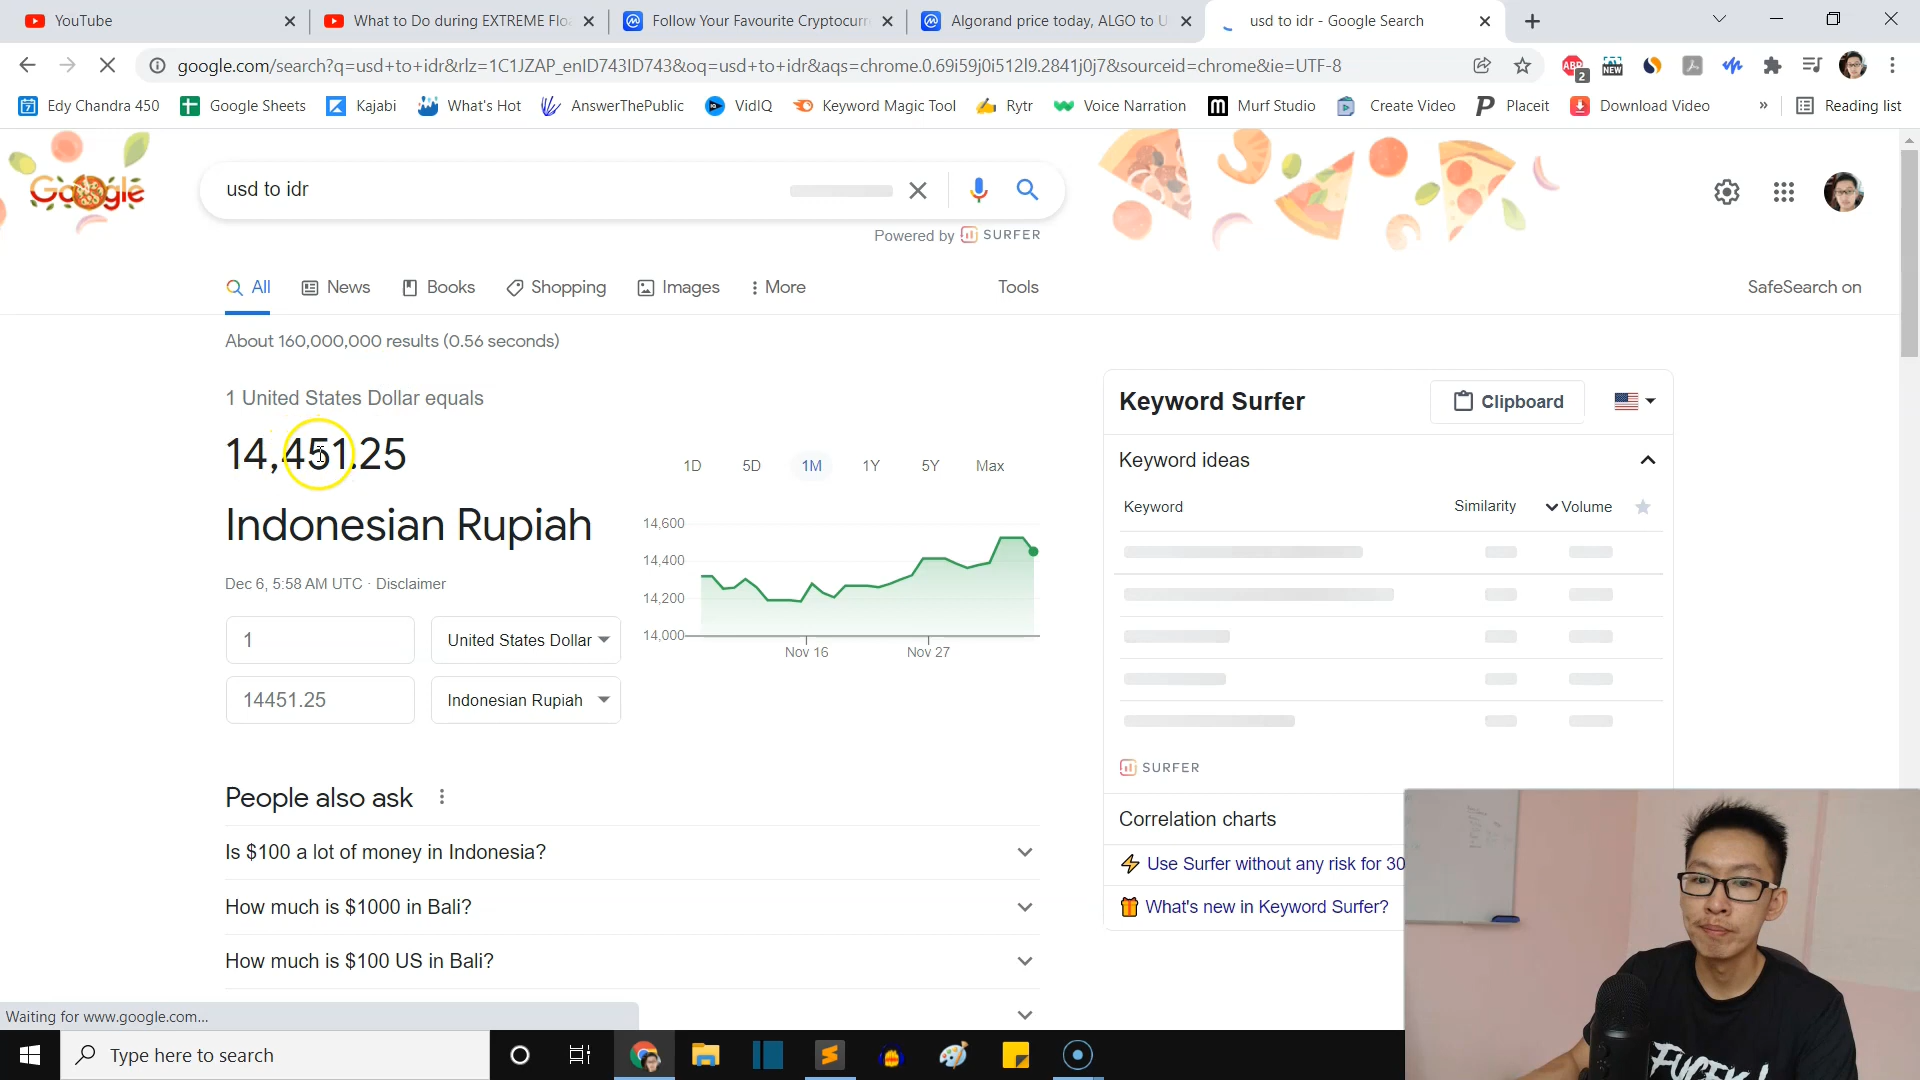 YouTube
What to Do during EXTREME Flo
Follow Your Favourite Cryptocurr
Algorand price today, ALGO to U
usd to idr - Google Search
google.com/search?q=usd+to+idr&rlz=1C1JZAP_enID743ID743&oq=usd+to+idr&aqs=chrome.0.69i59j0i512l9.2841j0j7&sourceid=chrome&ie=UTF-8
ABP
2
NEW
Edy Chandra 450
Google Sheets
Kajabi
What's Hot
AnswerThePublic
VidIQ
Keyword Magic Tool
Rytr
Voice Narration
Murf Studio
Create Video
Placeit
Download Video
»
Reading list
Google
usd to idr
Powered by SURFER
All
News
Books
Shopping
Images
More
Tools
SafeSearch on
About 160,000,000 results (0.56 seconds)
1 United States Dollar equals
14,451.25
Indonesian Rupiah
Dec 6, 5:58 AM UTC · Disclaimer
1
United States Dollar
14451.25
Indonesian Rupiah
1D
5D
1M
1Y
5Y
Max
14,600
14,400
14,200
14,000
Nov 16
Nov 27
Keyword Surfer
Clipboard
Keyword ideas
Keyword
Similarity
Volume
SURFER
Correlation charts
Use Surfer without any risk for 30
What's new in Keyword Surfer?
People also ask
Is $100 a lot of money in Indonesia?
How much is $1000 in Bali?
How much is $100 US in Bali?
Waiting for www.google.com...
Type here to search